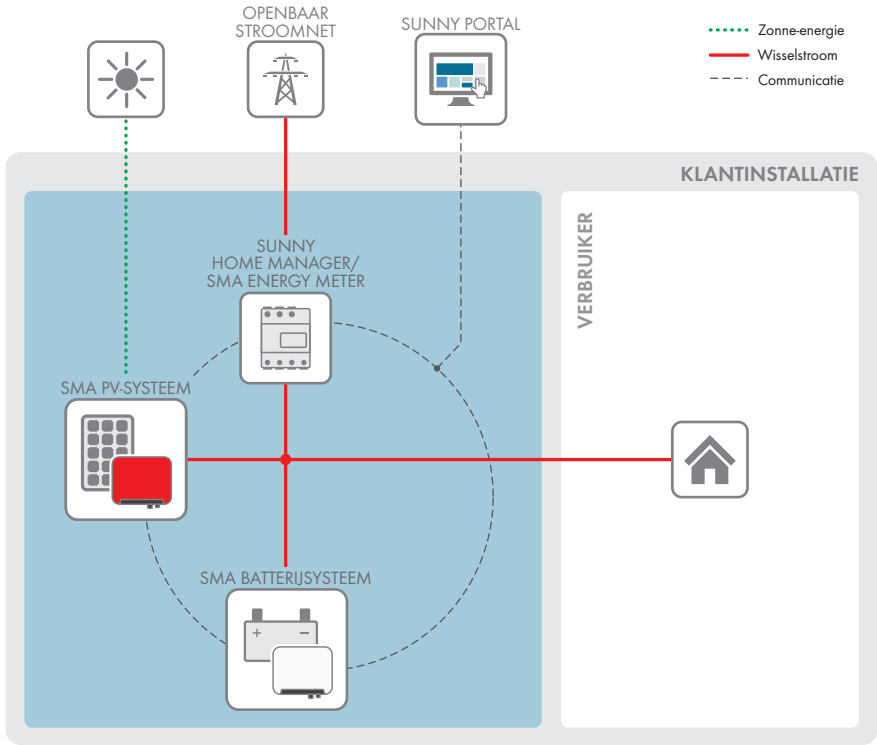 OPENBAAR
STROOMNET
SUNNY PORTAL
Zonne-energie
Wisselstroom
Communicatie
KLANTINSTALLATIE
VERBRUIKER
SUNNY
HOME MANAGER/
SMA ENERGY METER
SMA PV-SYSTEEM
SMA BATTERIJSYSTEEM